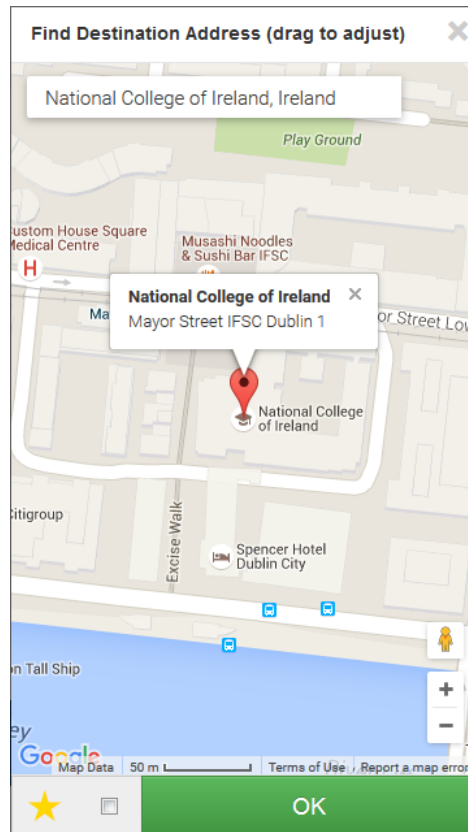 Find Destination Address (drag to adjust)
National College of Ireland, Ireland
Play Ground
ustom House Square
Medical Centre
H
Musashi Noodles
& Sushi Bar IFSC
National College of Ireland
Mayor Street IFSC Dublin 1
Ma
or Street Low
National College
of Ireland
Citigroup
Excise Walk
Spencer Hotel
Dublin City
on Tall Ship
ey
Google
Map Data
50 m
Terms of Use
Report a map error
OK